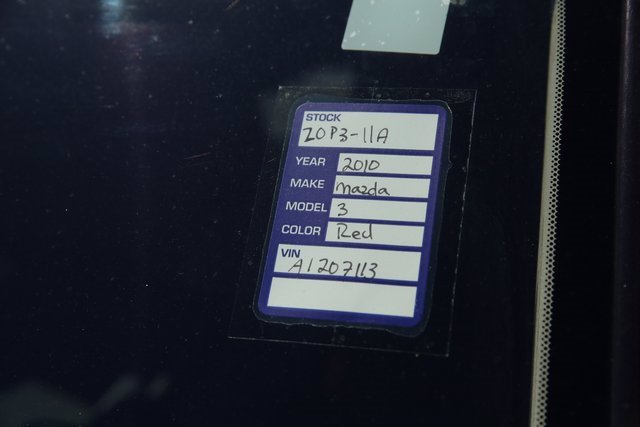 STOCK
20P3-11A
YEAR 2010
MAKE mazda
MODEL 3
COLOR Red
VIN
A1207113